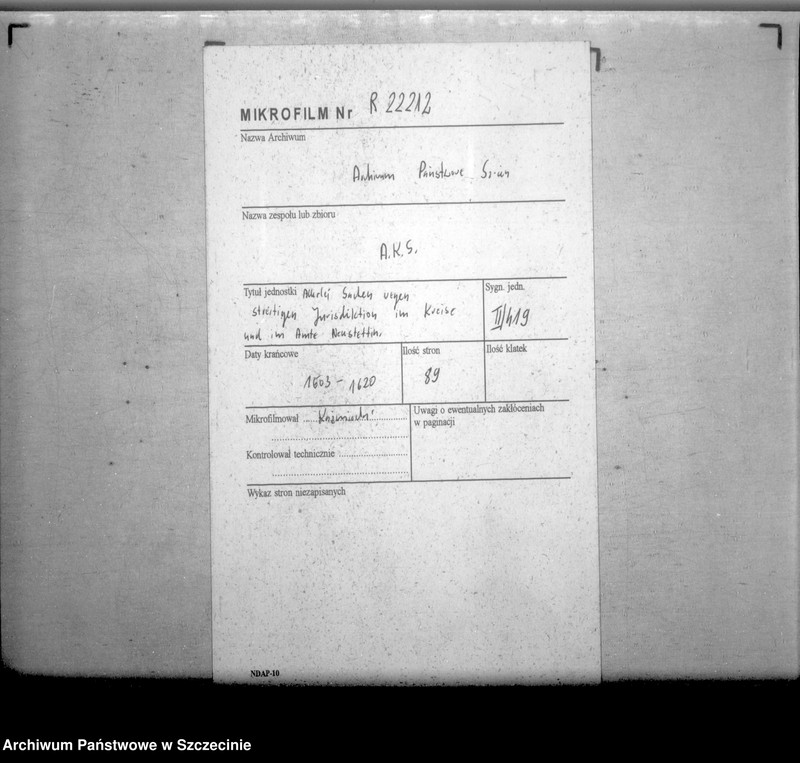 MIKROFILM Nr R 22212
Nazwa Archiwum
Archiwum Państwowe
Nazwa zespołu lub zbioru
A.K.S.
Tytuł jednostki Allerlei Sachen wegen
streitigen Jurisdiktion im Kreise
und im Amte Neustettin.
Sygn. jedn.
II/419
Daty krańcowe
1603 - 1620
Ilość stron
89
Ilość klatek
Mikrofilmował
Kontrolował technicznie
Uwagi o ewentualnych zakłóceniach
w paginacji
Wykaz stron niezapisanych
NDAP-10
Archiwum Państwowe w Szczecinie